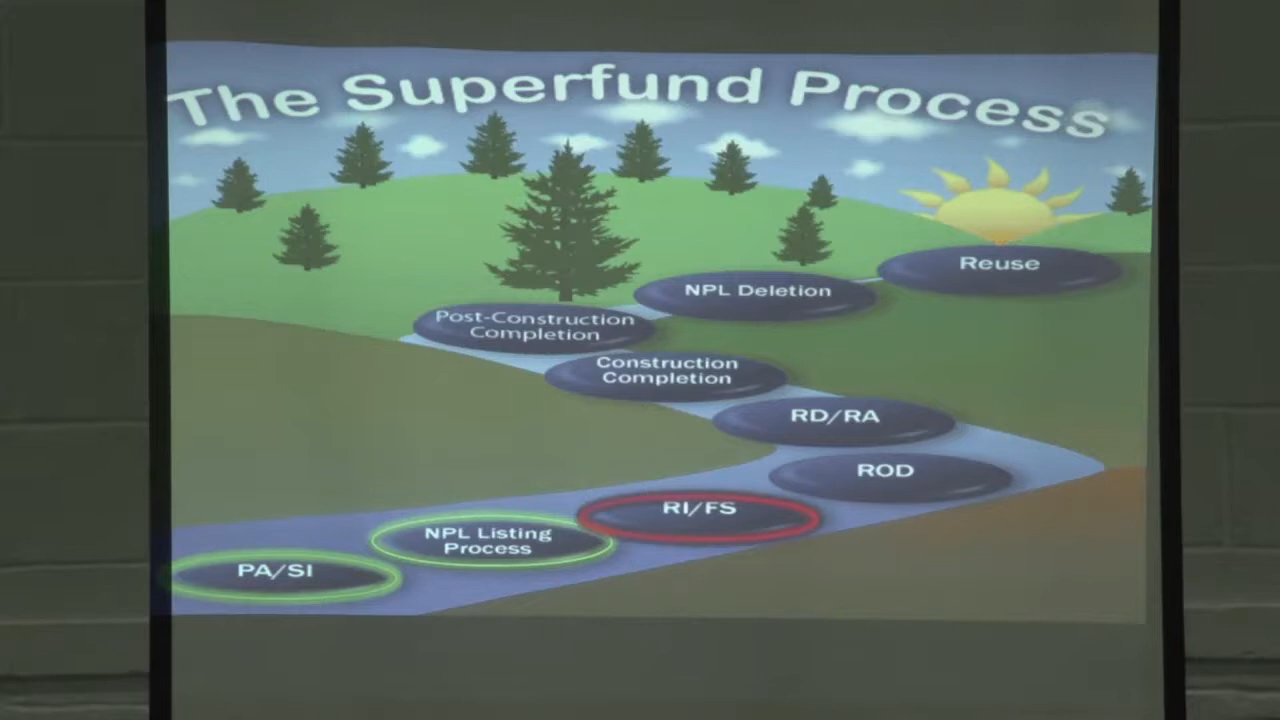 The Superfund Process
Reuse
NPL Deletion
Post-Construction
Completion
Construction
Completion
RD/RA
ROD
RI/FS
NPL Listing
Process
PA/SI